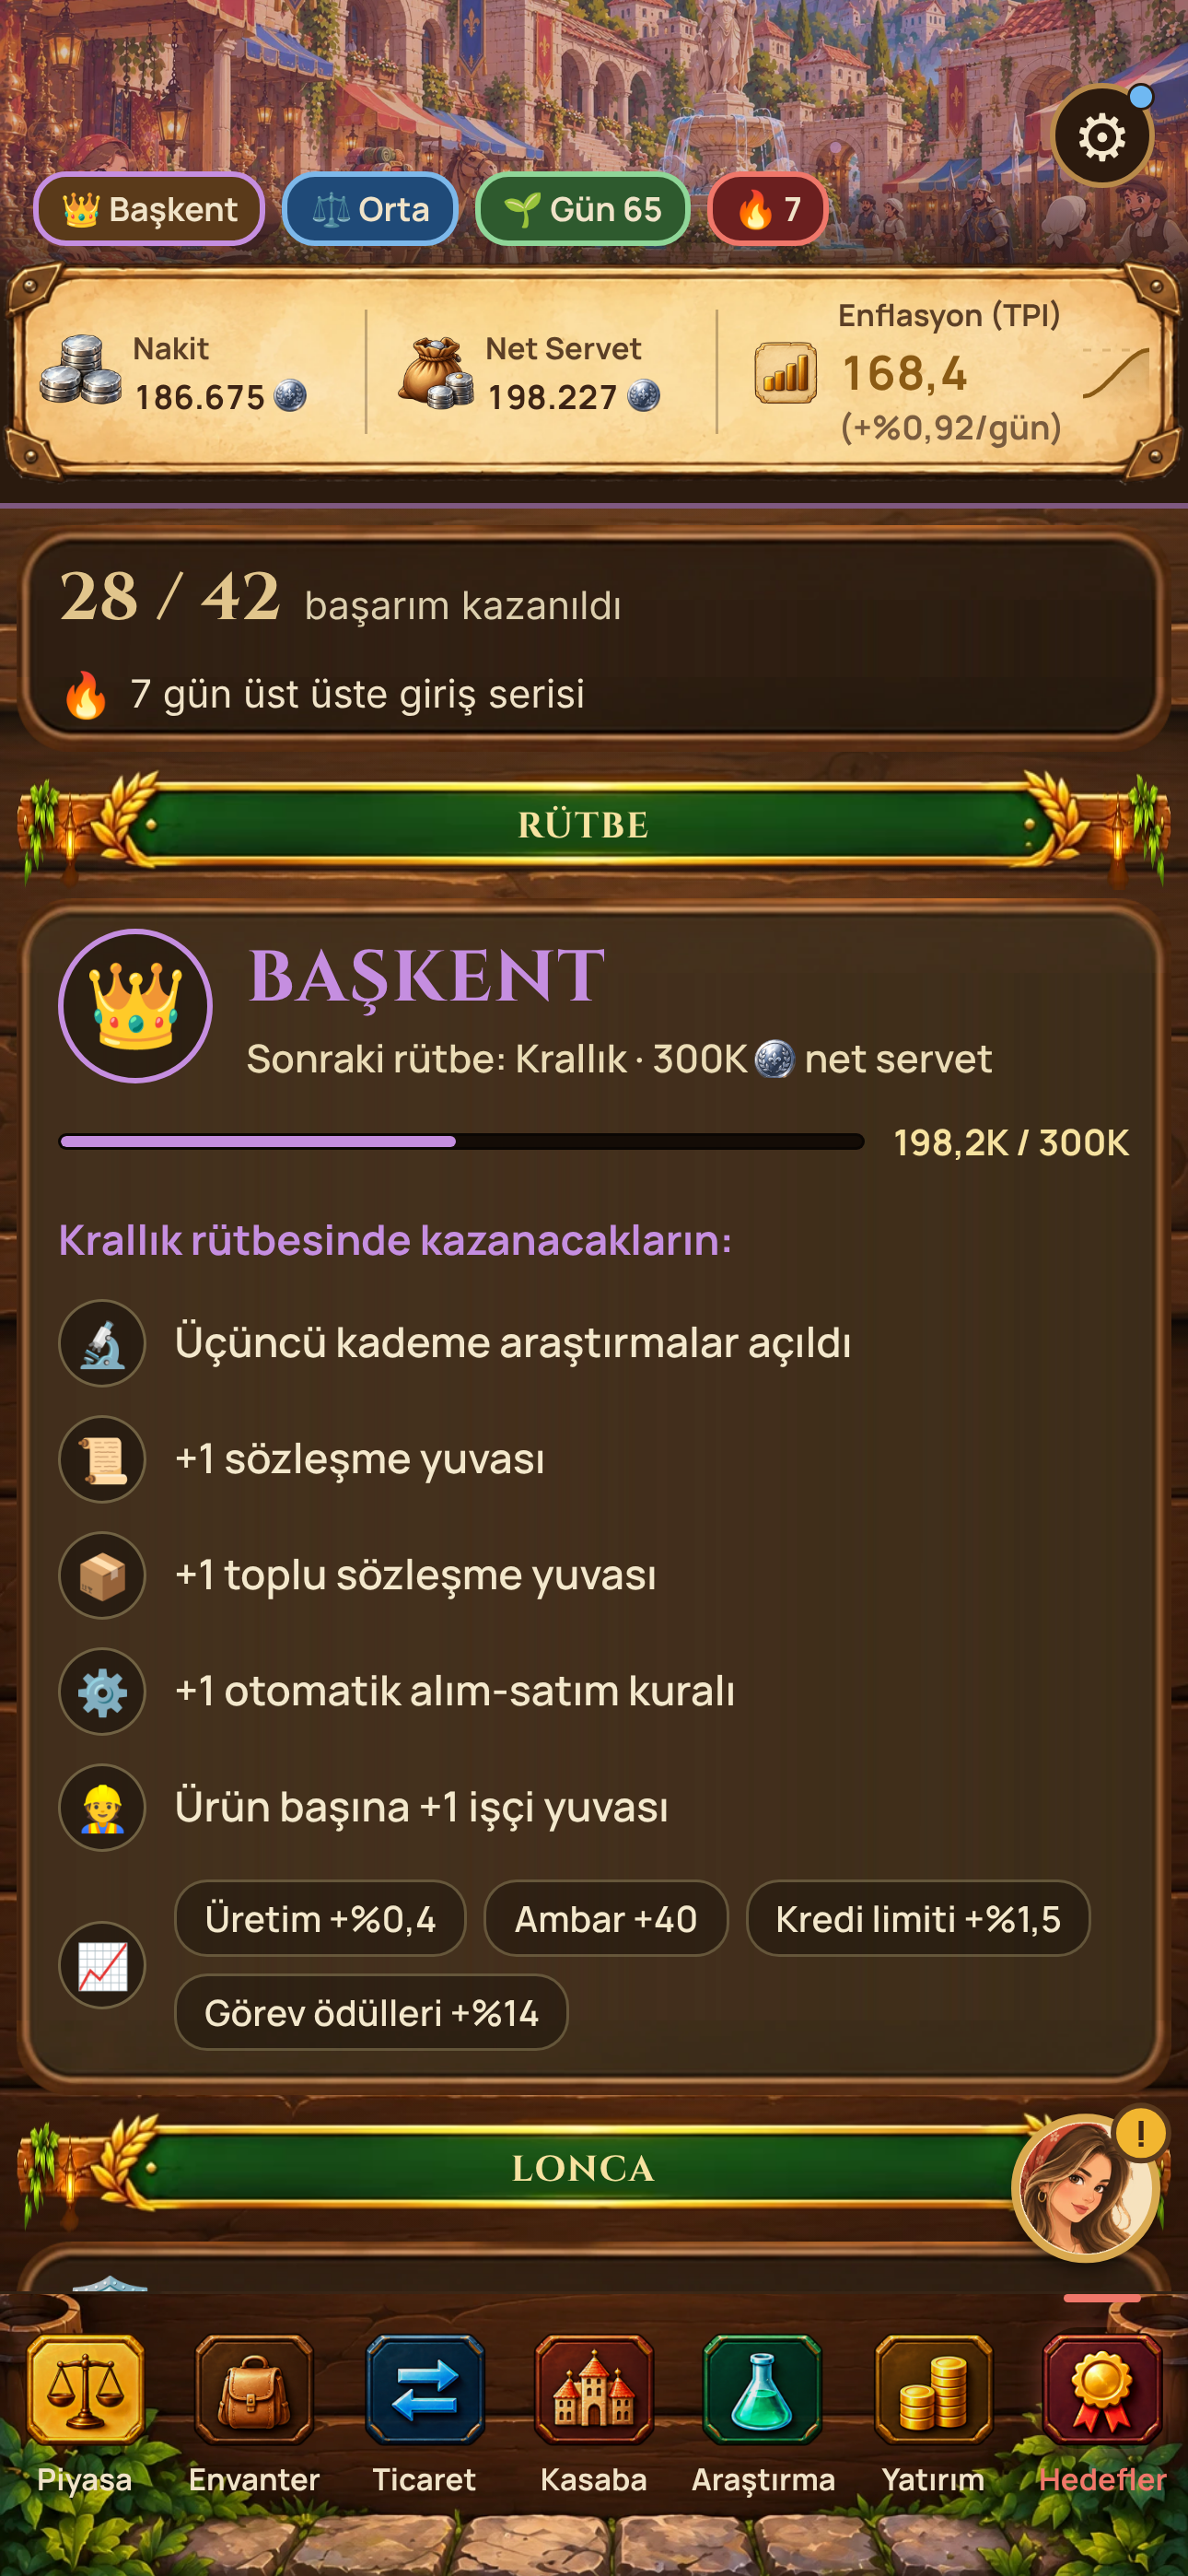 👑 Başkent
⚖️ Orta
🌱 Gün 65
🔥 7
Nakit
186.675
Net Servet
198.227
Enflasyon (TPI)
168,4
(+%0,92/gün)
28 / 42 başarım kazanıldı
🔥 7 gün üst üste giriş serisi
RÜTBE
BAŞKENT
Sonraki rütbe: Krallık · 300K net servet
198,2K / 300K
Krallık rütbesinde kazanacakların:
Üçüncü kademe araştırmalar açıldı
+1 sözleşme yuvası
+1 toplu sözleşme yuvası
+1 otomatik alım-satım kuralı
Ürün başına +1 işçi yuvası
Üretim +%0,4
Ambar +40
Kredi limiti +%1,5
Görev ödülleri +%14
LONCA
!
Piyasa
Envanter
Ticaret
Kasaba
Araştırma
Yatırım
Hedefler